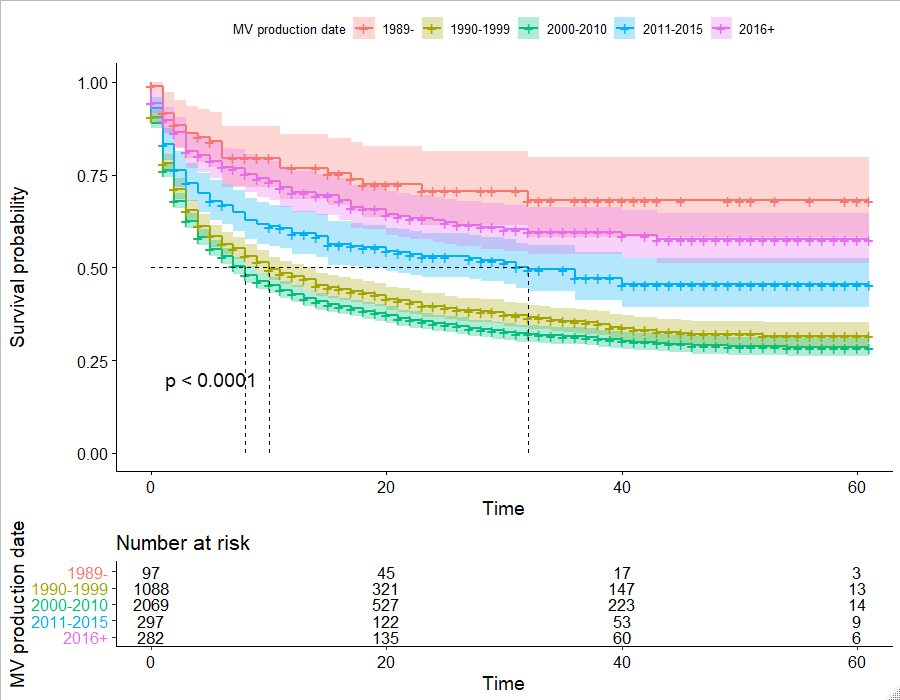 MV production date 1989- 1990-1999 2000-2010 2011-2015 2016+
1.00
0.75
0.50
0.25
0.00
Survival probability
p < 0.0001
0 20 40 60
Time
Number at risk
MV production date
1989- 97 45 17 3
1990-1999 1088 321 147 13
2000-2010 2069 527 223 14
2011-2015 297 122 53 9
2016+ 282 135 60 6
0 20 40 60
Time